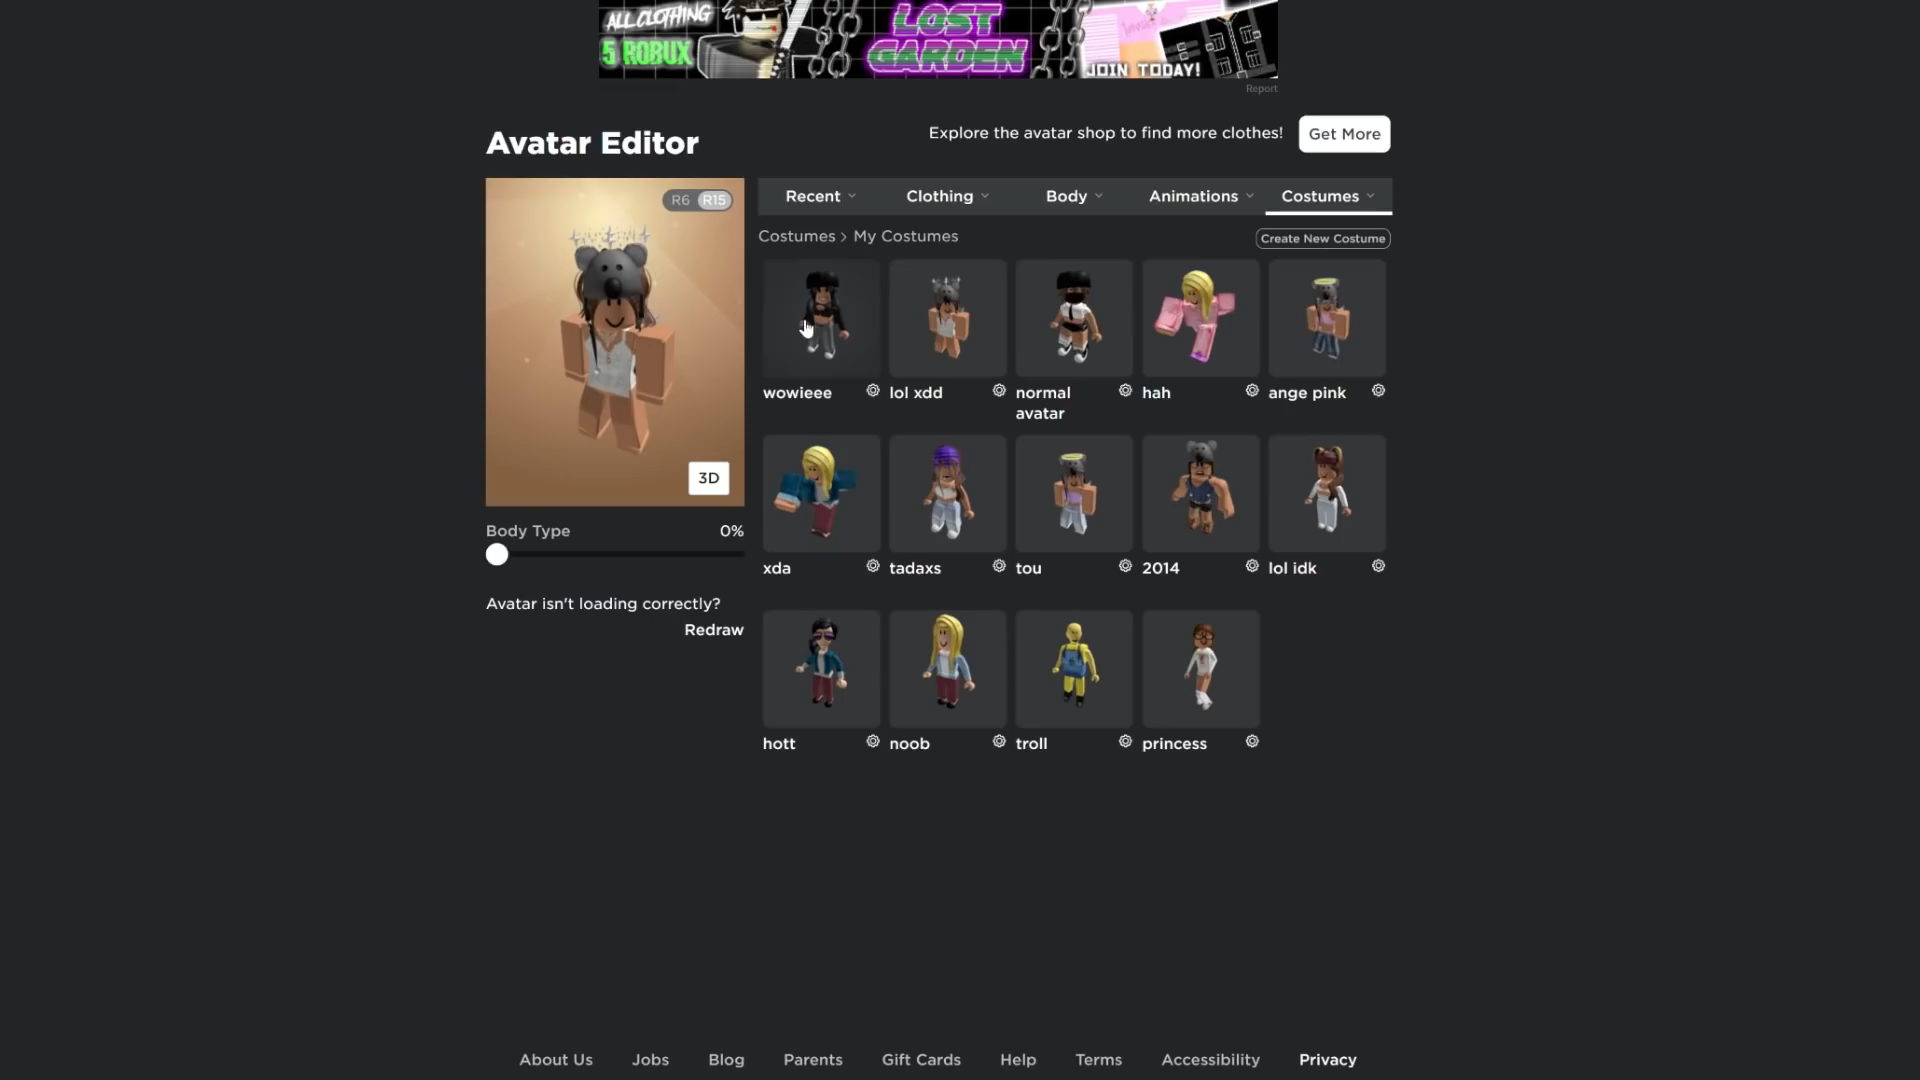 ALL CLOTHING
5 ROBUX
LOST
GARDEN
JOIN TODAY!
Report
Avatar Editor
Explore the avatar shop to find more clothes!
Get More
R6 R15
Recent
Clothing
Body
Animations
Costumes
Costumes > My Costumes
Create New Costume
wowieee
lol xdd
normal
avatar
hah
ange pink
3D
Body Type
0%
xda
tadaxs
tou
2014
lol idk
Avatar isn't loading correctly?
Redraw
hott
noob
troll
princess
About Us
Jobs
Blog
Parents
Gift Cards
Help
Terms
Accessibility
Privacy